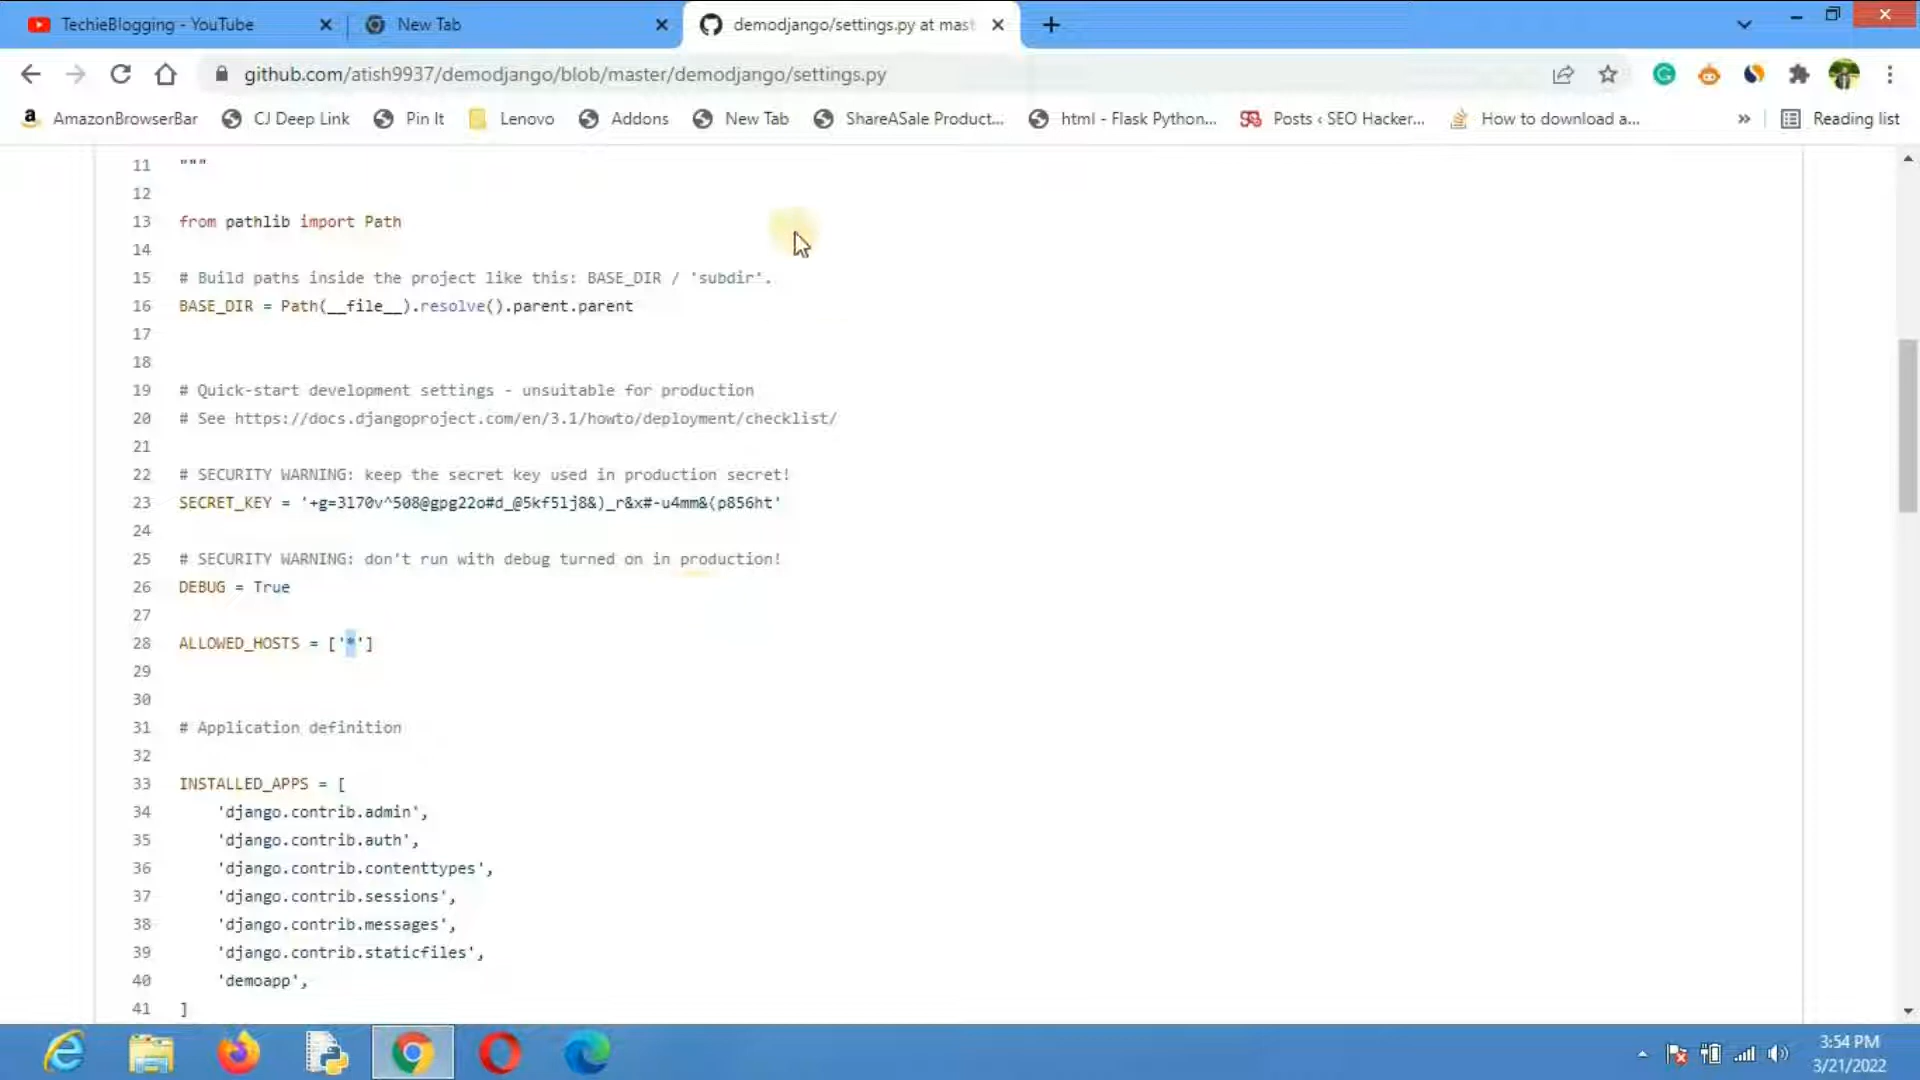 TechieBlogging - YouTube
New Tab
demodjango/settings.py at mast
github.com/atish9937/demodjango/blob/master/demodjango/settings.py
AmazonBrowserBar
CJ Deep Link
Pin It
Lenovo
Addons
New Tab
ShareASale Product...
html - Flask Python...
Posts ‹ SEO Hacker...
How to download a...
»
Reading list
11 """
12
13 from pathlib import Path
14
15 # Build paths inside the project like this: BASE_DIR / 'subdir'.
16 BASE_DIR = Path(__file__).resolve().parent.parent
17
18
19 # Quick-start development settings - unsuitable for production
20 # See https://docs.djangoproject.com/en/3.1/howto/deployment/checklist/
21
22 # SECURITY WARNING: keep the secret key used in production secret!
23 SECRET_KEY = '+g=3l70v^508@gpg22o#d_@5kf5lj8&)_r&x#-u4mm&(p856ht'
24
25 # SECURITY WARNING: don't run with debug turned on in production!
26 DEBUG = True
27
28 ALLOWED_HOSTS = ['*']
29
30
31 # Application definition
32
33 INSTALLED_APPS = [
34 'django.contrib.admin',
35 'django.contrib.auth',
36 'django.contrib.contenttypes',
37 'django.contrib.sessions',
38 'django.contrib.messages',
39 'django.contrib.staticfiles',
40 'demoapp',
41 ]
3:54 PM
3/21/2022